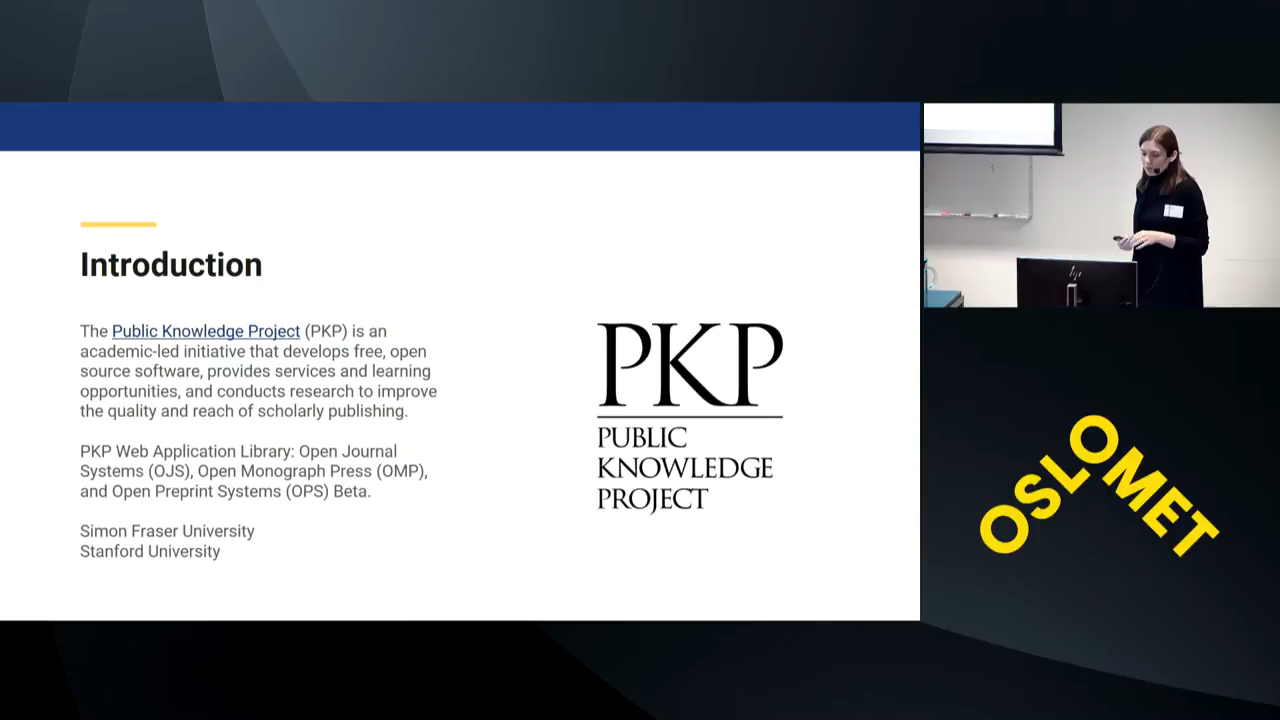 Introduction
The Public Knowledge Project (PKP) is an
academic-led initiative that develops free, open
source software, provides services and learning
opportunities, and conducts research to improve
the quality and reach of scholarly publishing.
PKP Web Application Library: Open Journal
Systems (OJS), Open Monograph Press (OMP),
and Open Preprint Systems (OPS) Beta.
Simon Fraser University
Stanford University
PKP
PUBLIC
KNOWLEDGE
PROJECT
hp
OSLOMET